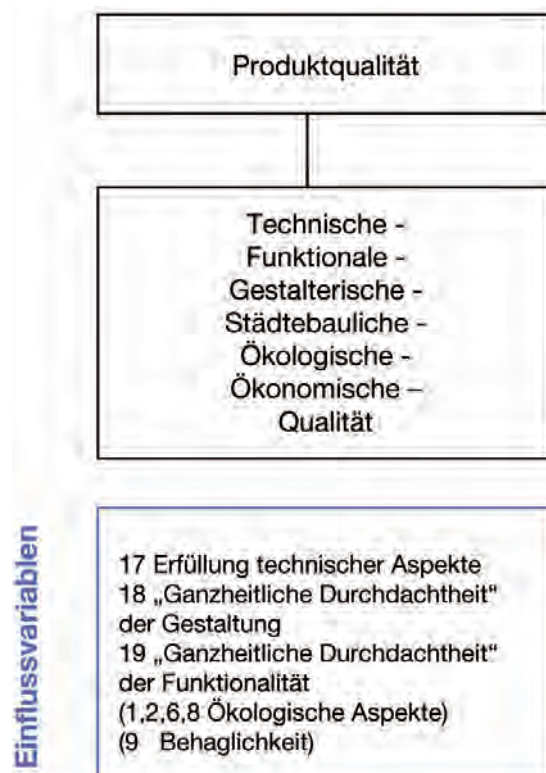 Produktqualität
Technische -
Funktionale -
Gestalterische -
Städtebauliche -
Ökologische -
Ökonomische –
Qualität
Einflussvariablen
17 Erfüllung technischer Aspekte
18 „Ganzheitliche Durchdachtheit“
der Gestaltung
19 „Ganzheitliche Durchdachtheit“
der Funktionalität
(1,2,6,8 Ökologische Aspekte)
(9 Behaglichkeit)